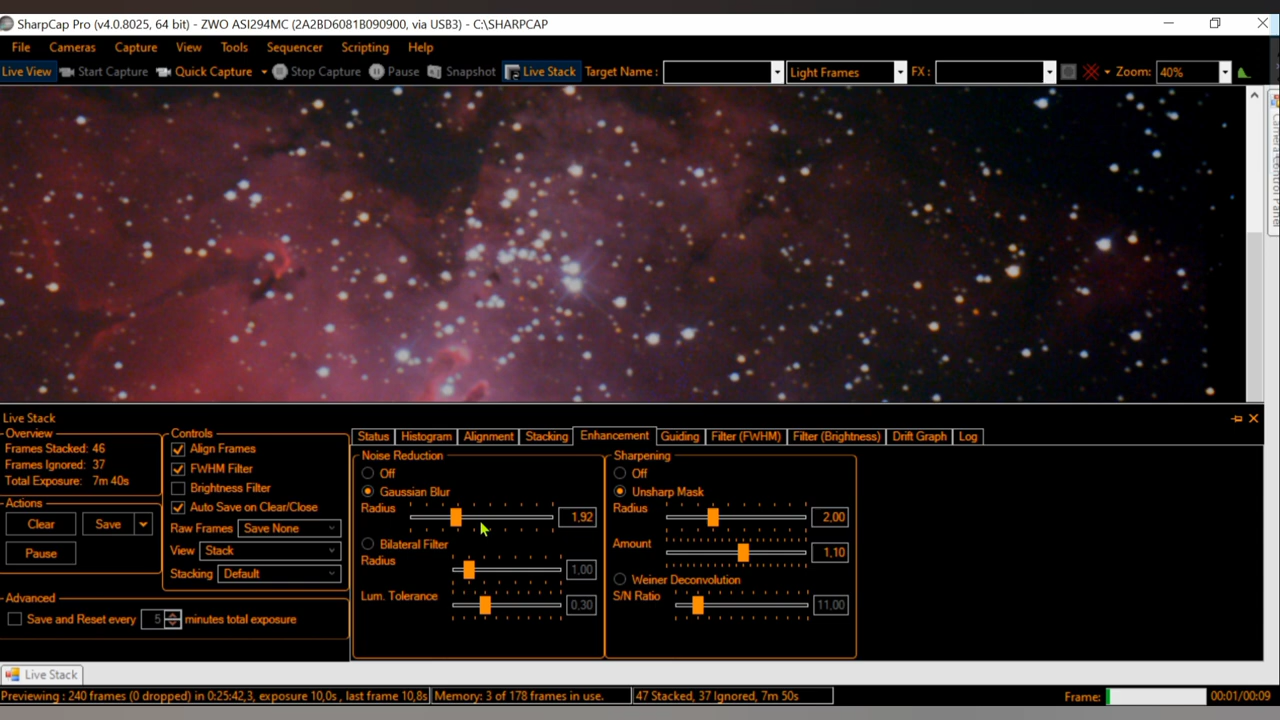 SharpCap Pro (v4.0.8025, 64 bit) - ZWO ASI294MC (2A2BD6081B090900, via USB3) - C:\SHARPCAP
File Cameras Capture View Tools Sequencer Scripting Help
Live View Start Capture Quick Capture Stop Capture Pause Snapshot Live Stack Target Name : Light Frames FX : Zoom: 40%
Camera Control Panel
Live Stack
Overview
Frames Stacked: 46
Frames Ignored: 37
Total Exposure: 7m 40s
Actions
Clear Save
Pause
Controls
Align Frames
FWHM Filter
Brightness Filter
Auto Save on Clear/Close
Raw Frames Save None
View Stack
Stacking Default
Advanced
Save and Reset every 5 minutes total exposure
Status Histogram Alignment Stacking Enhancement Guiding Filter (FWHM) Filter (Brightness) Drift Graph Log
Noise Reduction
Off
Gaussian Blur
Radius 1,92
Bilateral Filter
Radius 1,00
Lum. Tolerance 0,30
Sharpening
Off
Unsharp Mask
Radius 2,00
Amount 1,10
Weiner Deconvolution
S/N Ratio 11,00
Live Stack
Previewing : 240 frames (0 dropped) in 0:25:42,3, exposure 10,0s , last frame 10,8s Memory: 3 of 178 frames in use. 47 Stacked, 37 Ignored, 7m 50s Frame: 00:01/00:09